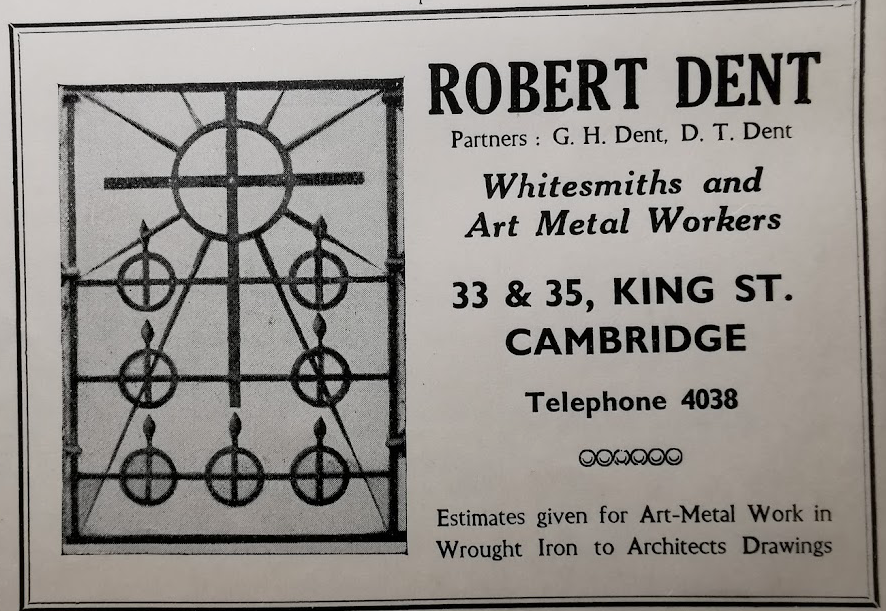 ROBERT DENT
Partners : G. H. Dent, D. T. Dent
Whitesmiths and
Art Metal Workers
33 & 35, KING ST.
CAMBRIDGE
Telephone 4038
Estimates given for Art-Metal Work in
Wrought Iron to Architects Drawings